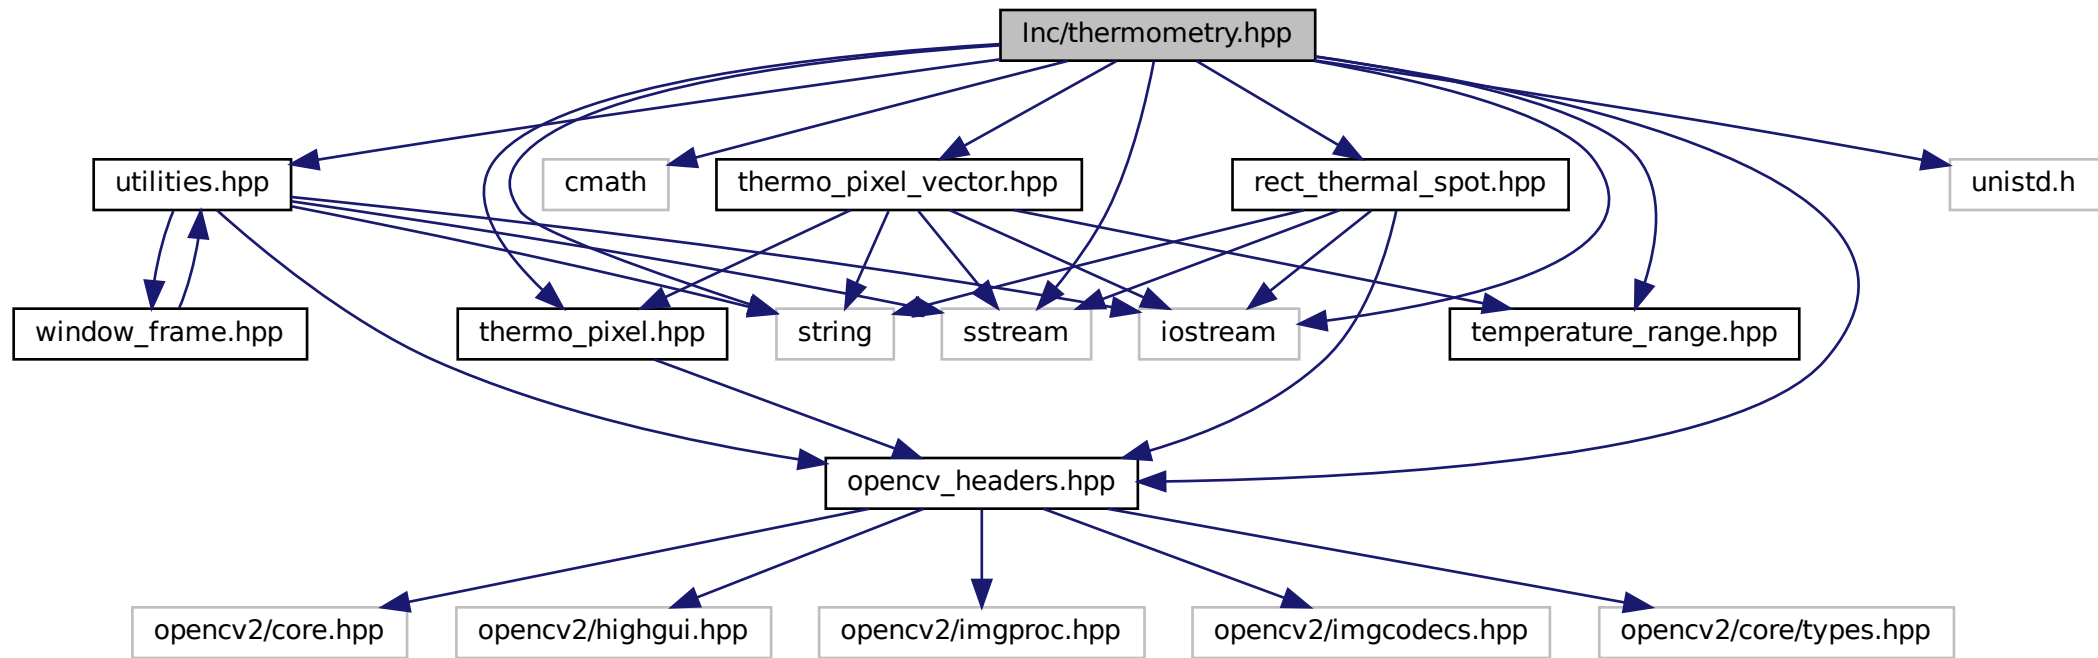 Inc/thermometry.hpp
utilities.hpp
cmath
thermo_pixel_vector.hpp
rect_thermal_spot.hpp
unistd.h
window_frame.hpp
thermo_pixel.hpp
string
sstream
iostream
temperature_range.hpp
opencv_headers.hpp
opencv2/core.hpp
opencv2/highgui.hpp
opencv2/imgproc.hpp
opencv2/imgcodecs.hpp
opencv2/core/types.hpp